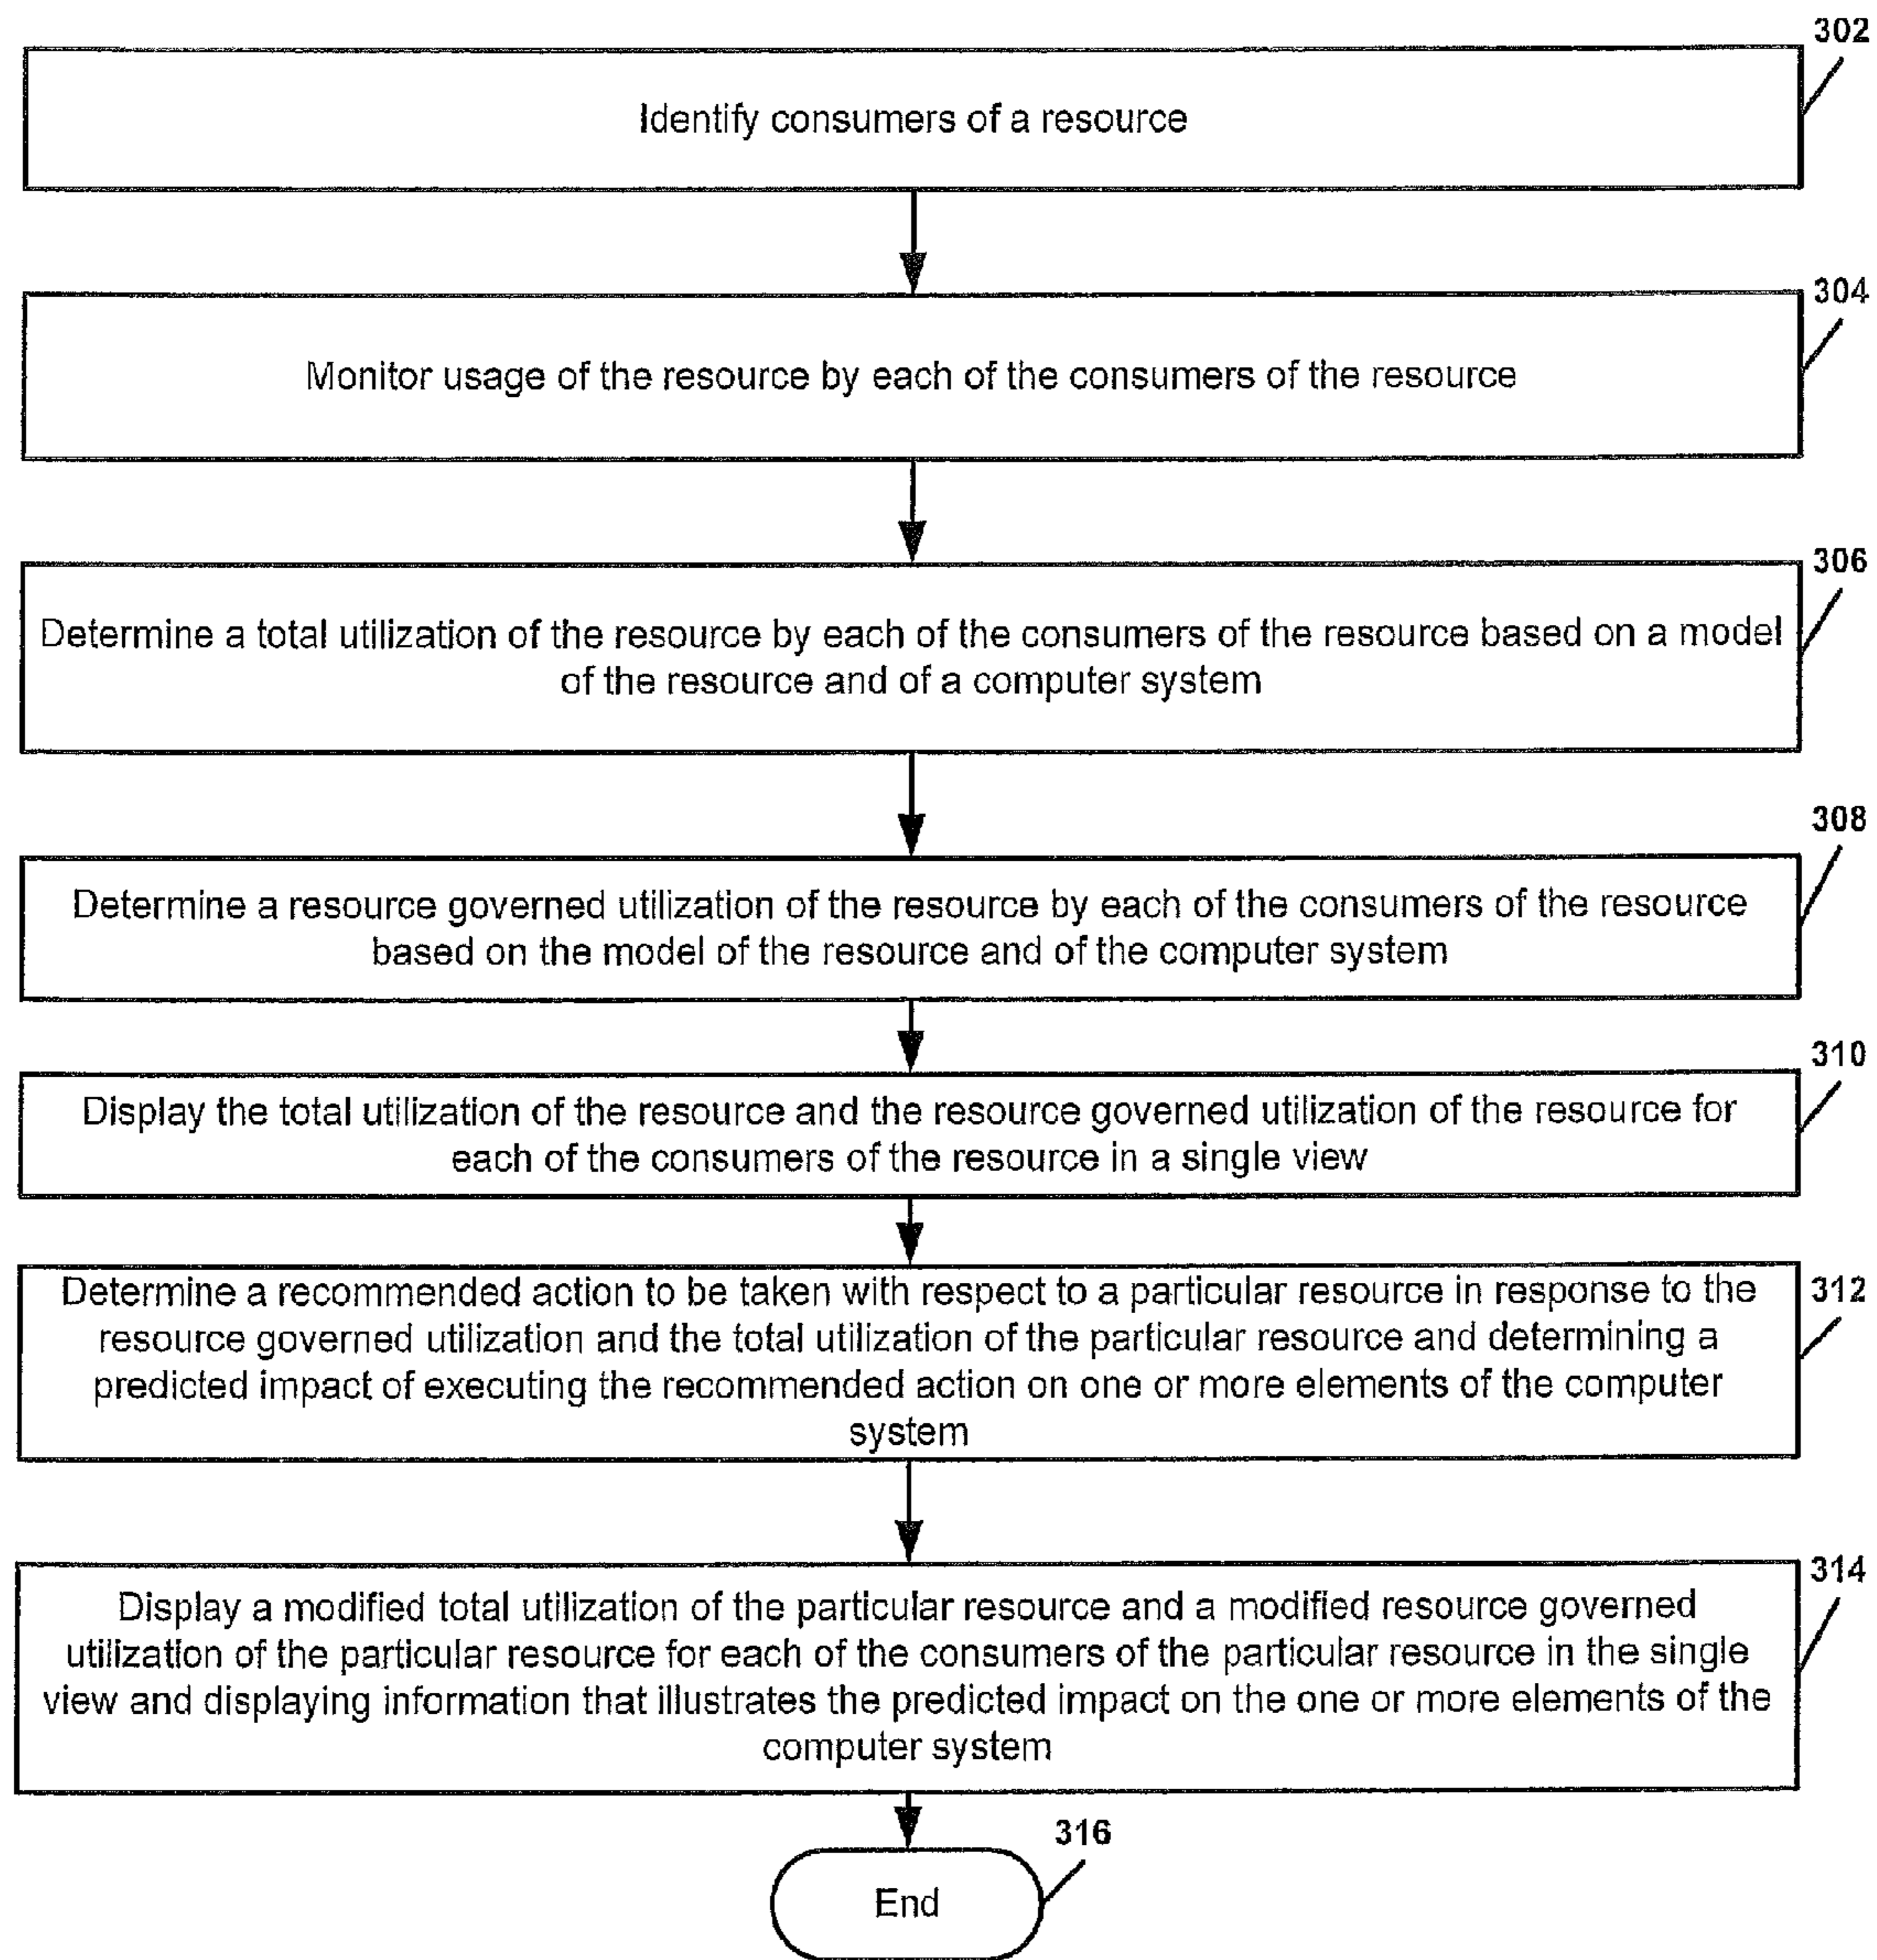 302
Identify consumers of a resource
304
Monitor usage of the resource by each of the consumers of the resource
306
Determine a total utilization of the resource by each of the consumers of the resource based on a model
of the resource and of a computer system
308
Determine a resource governed utilization of the resource by each of the consumers of the resource
based on the model of the resource and of the computer system
310
Display the total utilization of the resource and the resource governed utilization of the resource for
each of the consumers of the resource in a single view
312
Determine a recommended action to be taken with respect to a particular resource in response to the
resource governed utilization and the total utilization of the particular resource and determining a
predicted impact of executing the recommended action on one or more elements of the computer
system
314
Display a modified total utilization of the particular resource and a modified resource governed
utilization of the particular resource for each of the consumers of the particular resource in the single
view and displaying information that illustrates the predicted impact on the one or more elements of the
computer system
316
End